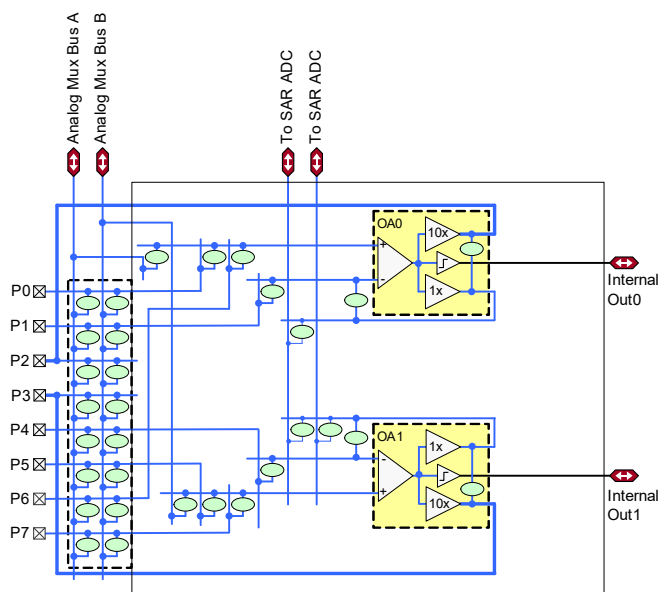 Analog Mux Bus A
Analog Mux Bus B
To SAR ADC
To SAR ADC
OA0
10x
+
-
1x
Internal
Out0
P0
P1
P2
P3
P4
P5
P6
P7
OA1
1x
-
+
10x
Internal
Out1